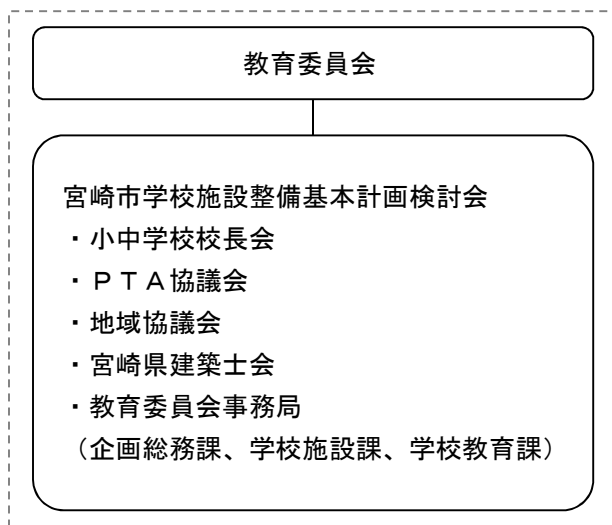 教育委員会
宮崎市学校施設整備基本計画検討会
・小中学校校長会
・ＰＴＡ協議会
・地域協議会
・宮崎県建築士会
・教育委員会事務局
（企画総務課、学校施設課、学校教育課）